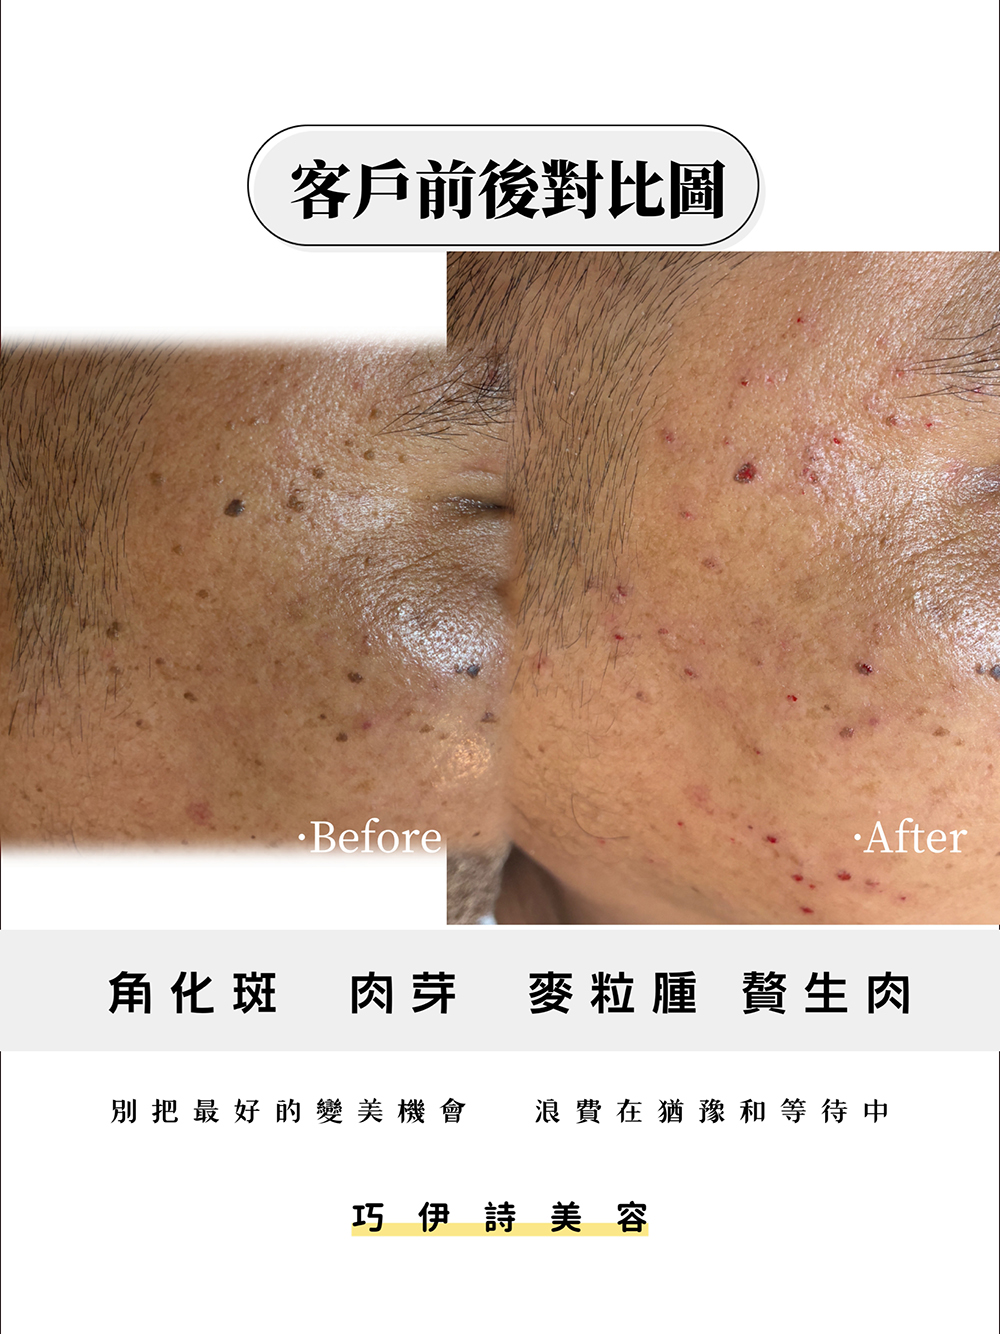 客戶前後對比圖
·Before
·After
角化斑 肉芽 麥粒腫 贅生肉
別把最好的變美機會 浪費在猶豫和等待中
巧伊詩美容